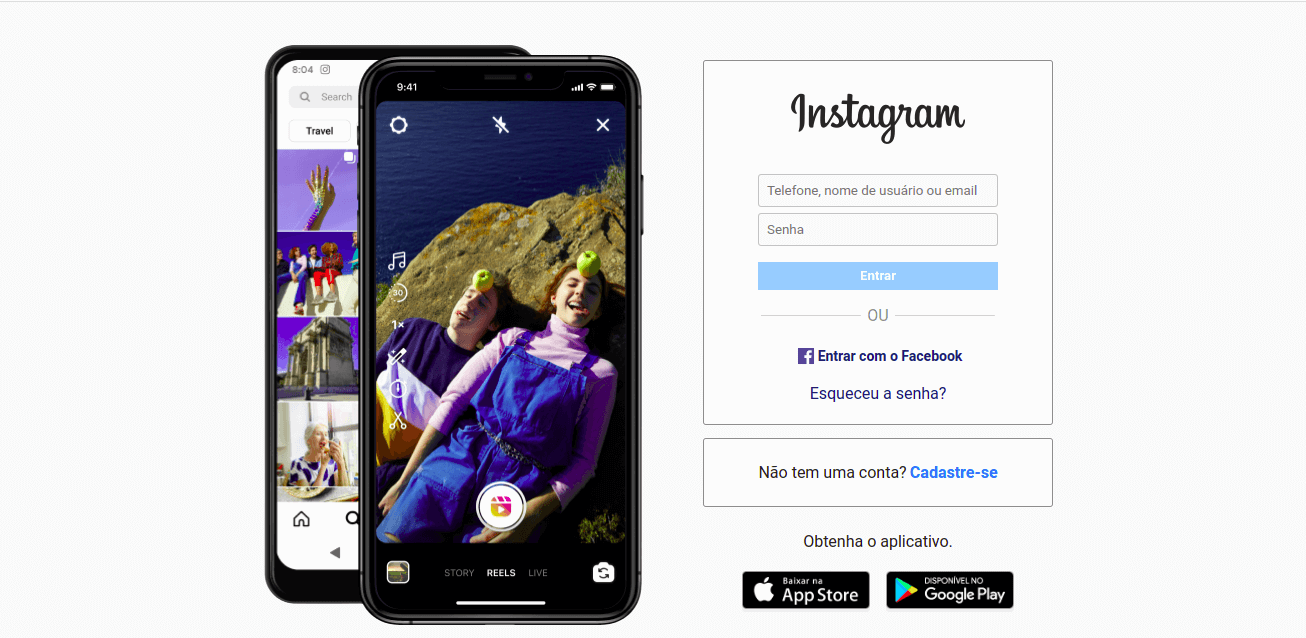 8:04
Search
Travel
9:41
30
1×
STORY REELS LIVE
Instagram
Telefone, nome de usuário ou email
Senha
Entrar
OU
Entrar com o Facebook
Esqueceu a senha?
Não tem uma conta? Cadastre-se
Obtenha o aplicativo.
Baixar na
App Store
DISPONÍVEL NO
Google Play